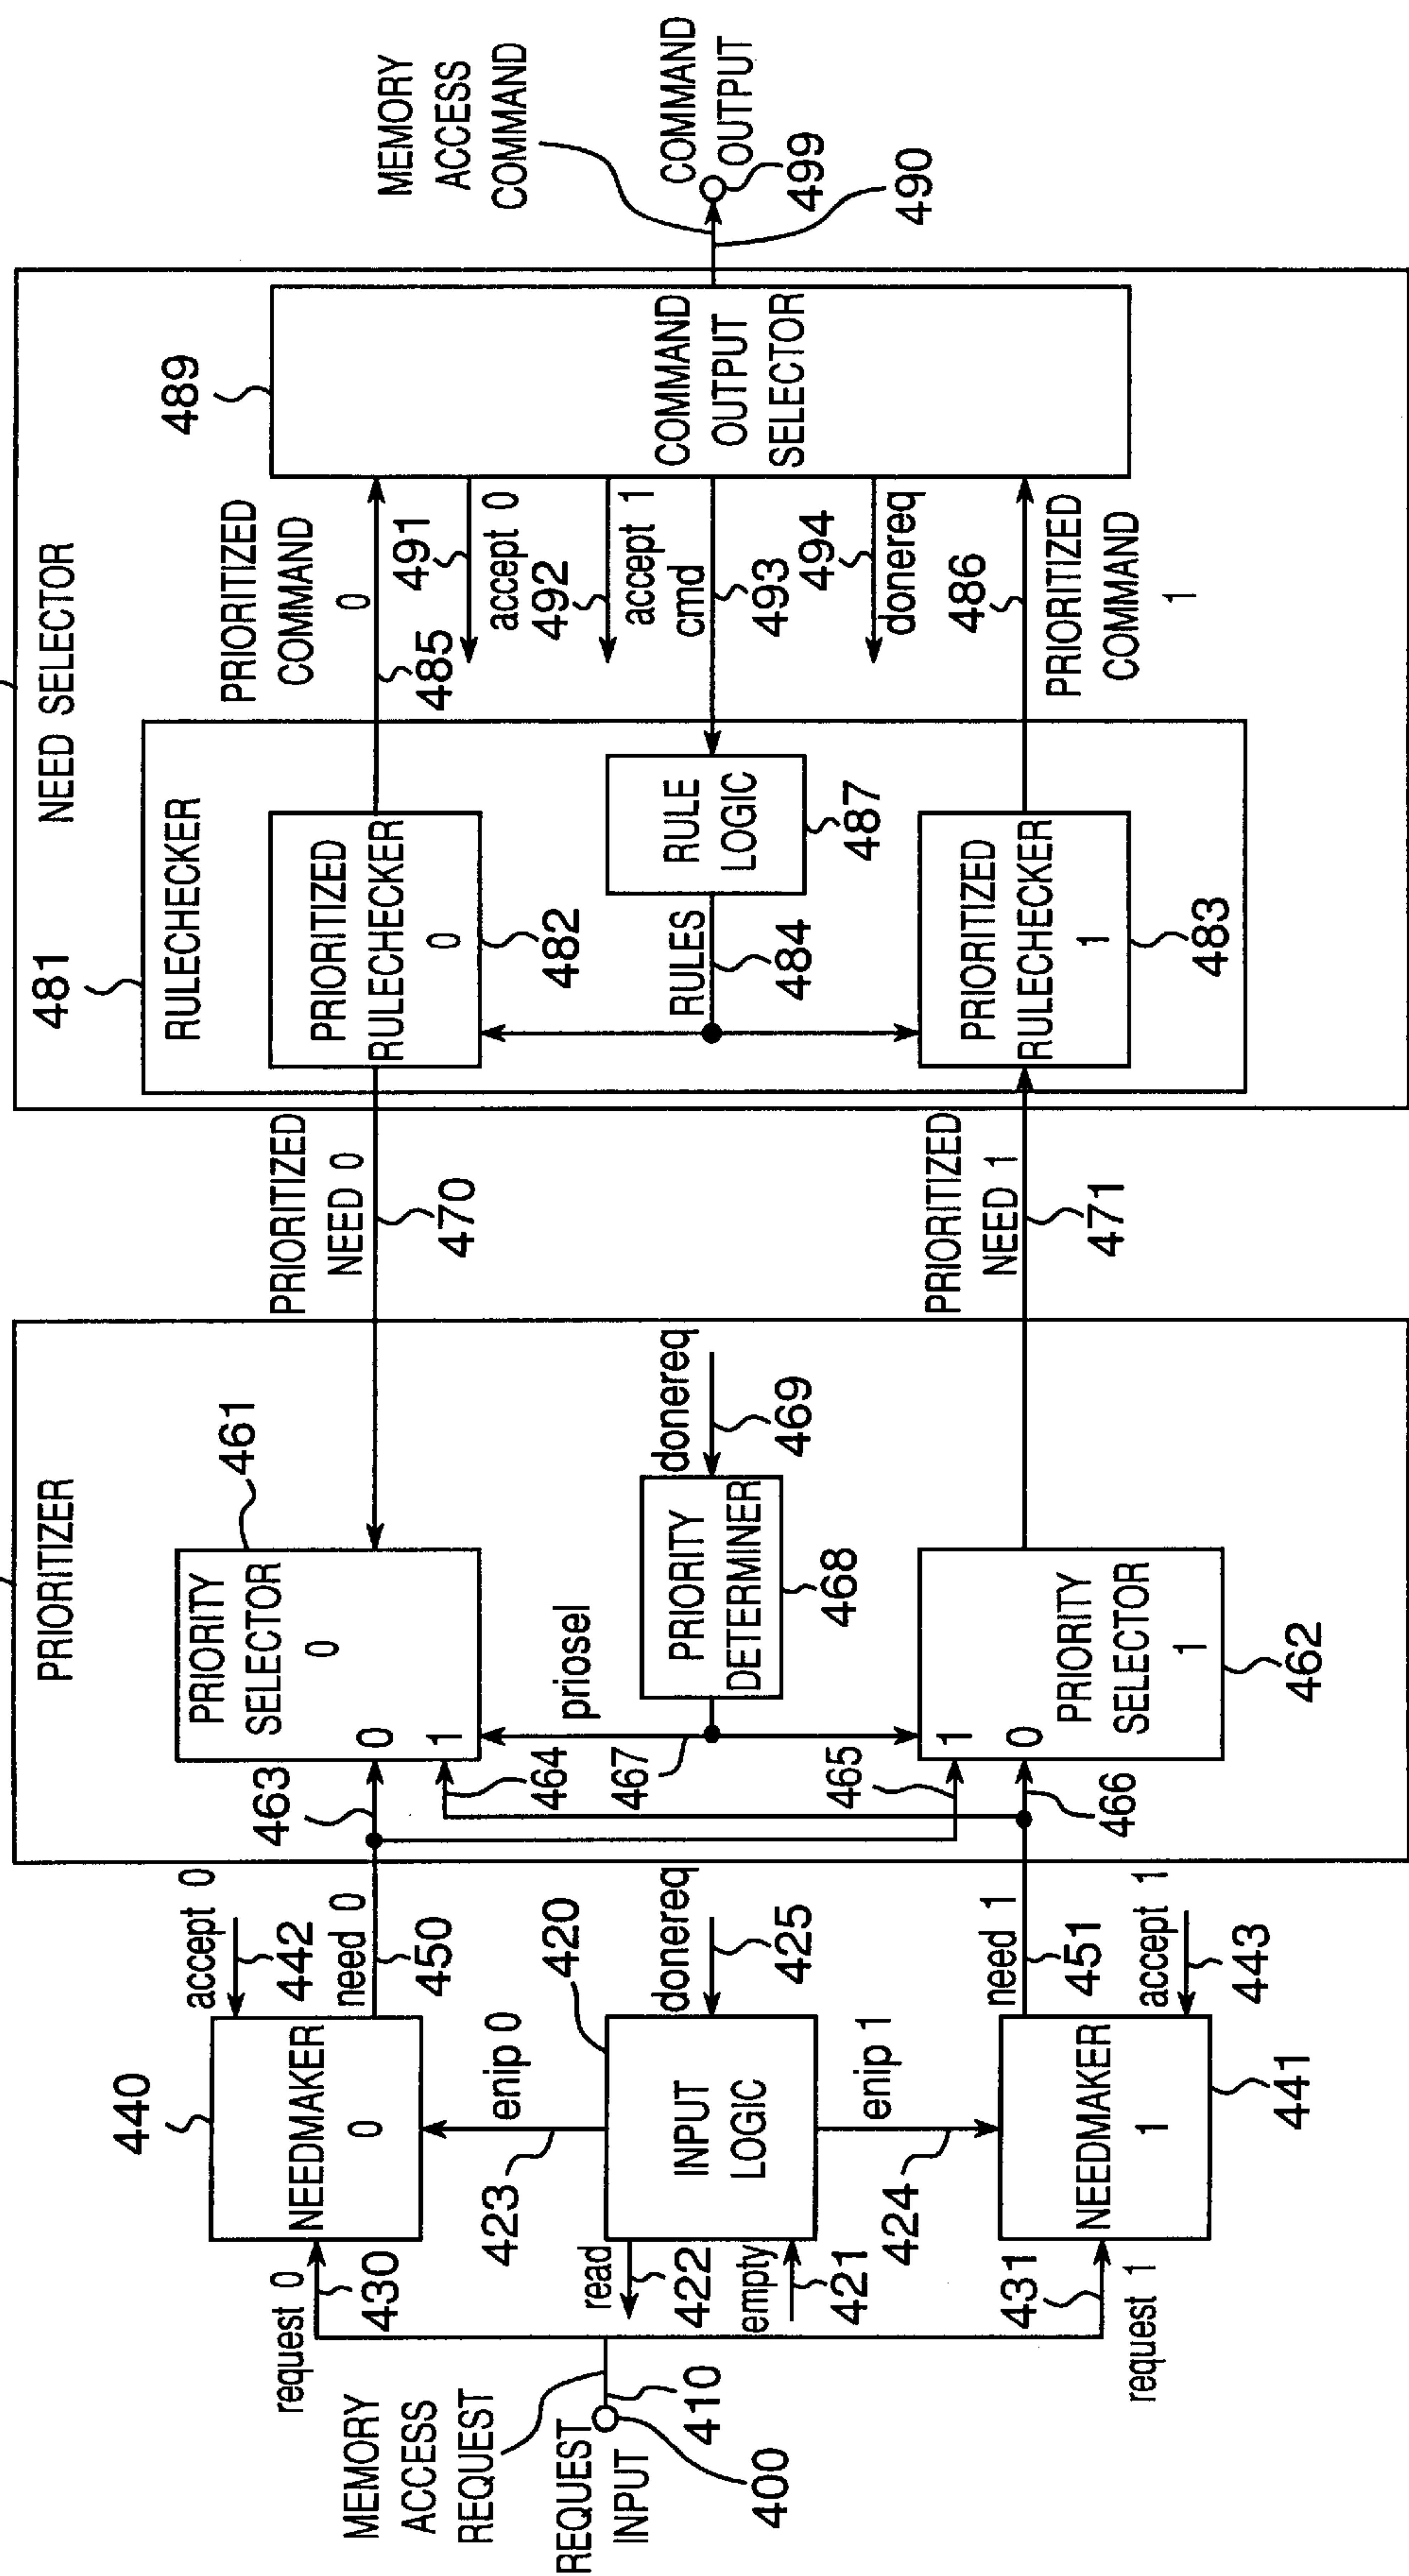 MEMORY
ACCESS
REQUEST
REQUEST
INPUT
400
410
request 0
430
request 1
431
440
NEEDMAKER
0
accept 0
442
need 0
450
enip 0
423
420
INPUT
LOGIC
read
422
empty
421
donereq
425
enip 1
424
NEEDMAKER
1
441
need 1
451
accept 1
443
PRIORITIZER
461
PRIORITY
SELECTOR
0
0
1
463
464
priosel
467
465
466
PRIORITY
DETERMINER
468
donereq
469
1
0
PRIORITY
SELECTOR
1
462
PRIORITIZED
NEED 0
470
PRIORITIZED
NEED 1
471
NEED SELECTOR
481
RULECHECKER
PRIORITIZED
RULECHECKER
0
482
RULES
484
RULE
LOGIC
487
PRIORITIZED
RULECHECKER
1
483
PRIORITIZED
COMMAND
0
485
491
accept 0
492
accept 1
cmd
493
494
donereq
486
PRIORITIZED
COMMAND
1
489
COMMAND
OUTPUT
SELECTOR
MEMORY
ACCESS
COMMAND
COMMAND
OUTPUT
499
490